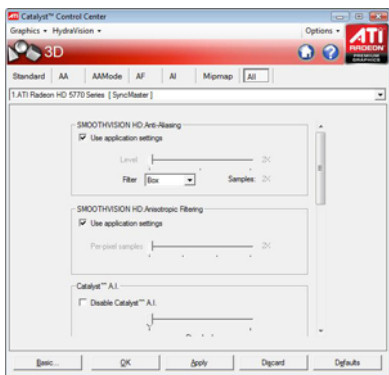 Catalyst™ Control Center
Graphics ▾ HydraVision ▾ Options ▾
3D
ATI
RADEON
PREMIUM
GRAPHICS
Standard AA AAMode AF AI Mipmap All
1.ATI Radeon HD 5770 Series [ SyncMaster ]
SMOOTHVISION HD:Anti-Aliasing
Use application settings
Level 2X
Filter Box Samples: 2X
SMOOTHVISION HD:Anisotropic Filtering
Use application settings
Per-pixel samples 2X
Catalyst™ A.I.
Disable Catalyst™ A.I.
Basic... OK Apply Discard Defaults